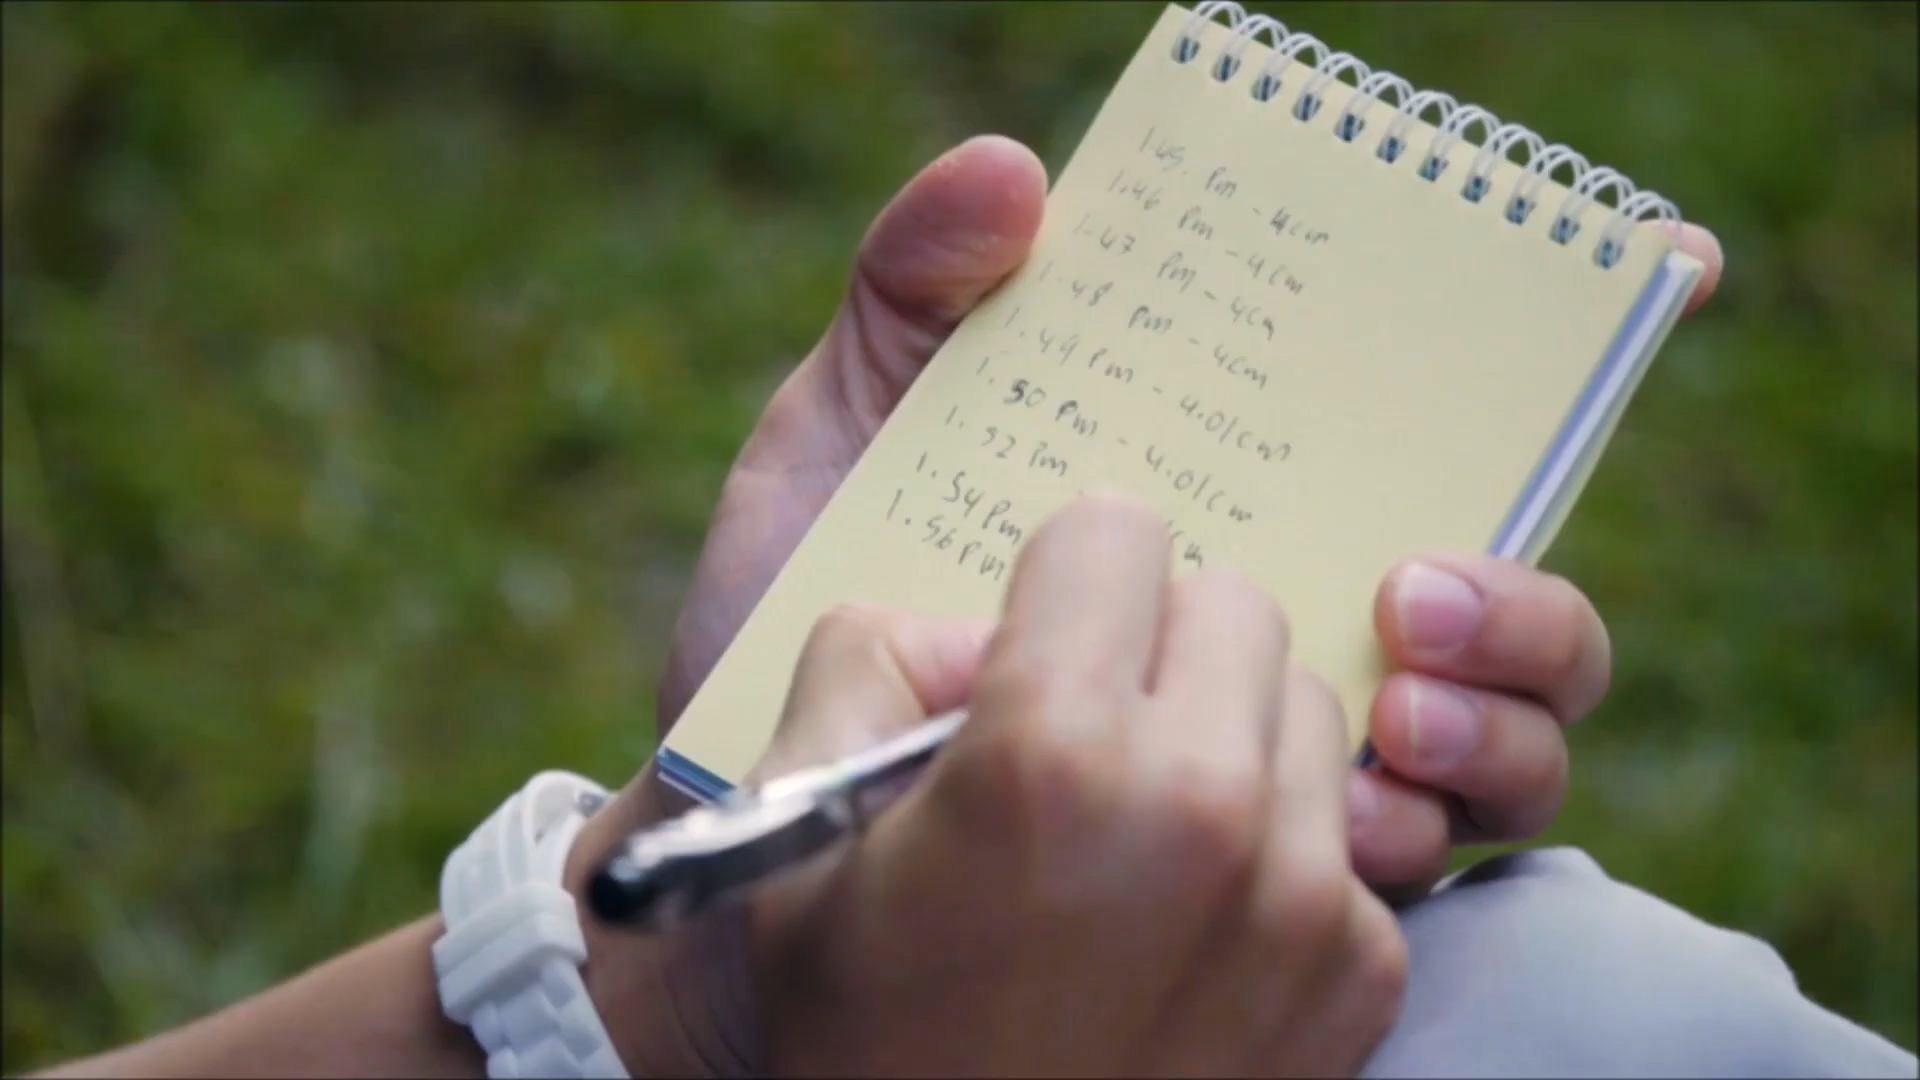 1.45. Pm - 4cm
1.46 Pm - 4cm
1.47 Pm - 4cm
1.48 Pm - 4cm
1.49 Pm - 4.01cm
1.50 Pm - 4.01cm
1.52 Pm cm
1.54 Pm
1.56 Pm